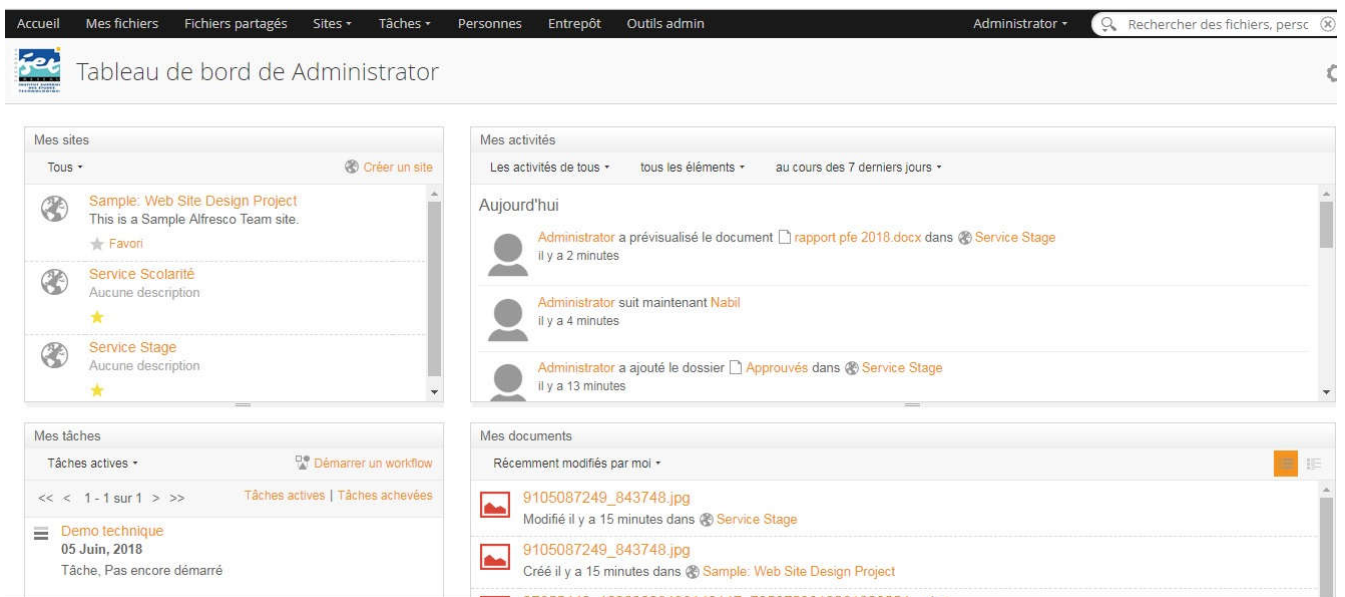 Accueil Mes fichiers Fichiers partagés Sites Tâches Personnes Entrepôt Outils admin Administrator Rechercher des fichiers, persc
Tableau de bord de Administrator
Mes sites
Tous Créer un site
Sample: Web Site Design Project
This is a Sample Alfresco Team site.
Favori
Service Scolarité
Aucune description
Service Stage
Aucune description
Mes activités
Les activités de tous tous les éléments au cours des 7 derniers jours
Aujourd'hui
Administrator a prévisualisé le document rapport pfe 2018.docx dans Service Stage
il y a 2 minutes
Administrator suit maintenant Nabil
il y a 4 minutes
Administrator a ajouté le dossier Approuvés dans Service Stage
il y a 13 minutes
Mes tâches
Tâches actives Démarrer un workflow
<< < 1 - 1 sur 1 > >> Tâches actives | Tâches achevées
Demo technique
05 Juin, 2018
Tâche, Pas encore démarré
Mes documents
Récemment modifiés par moi
9105087249_843748.jpg
Modifié il y a 15 minutes dans Service Stage
9105087249_843748.jpg
Créé il y a 15 minutes dans Sample: Web Site Design Project